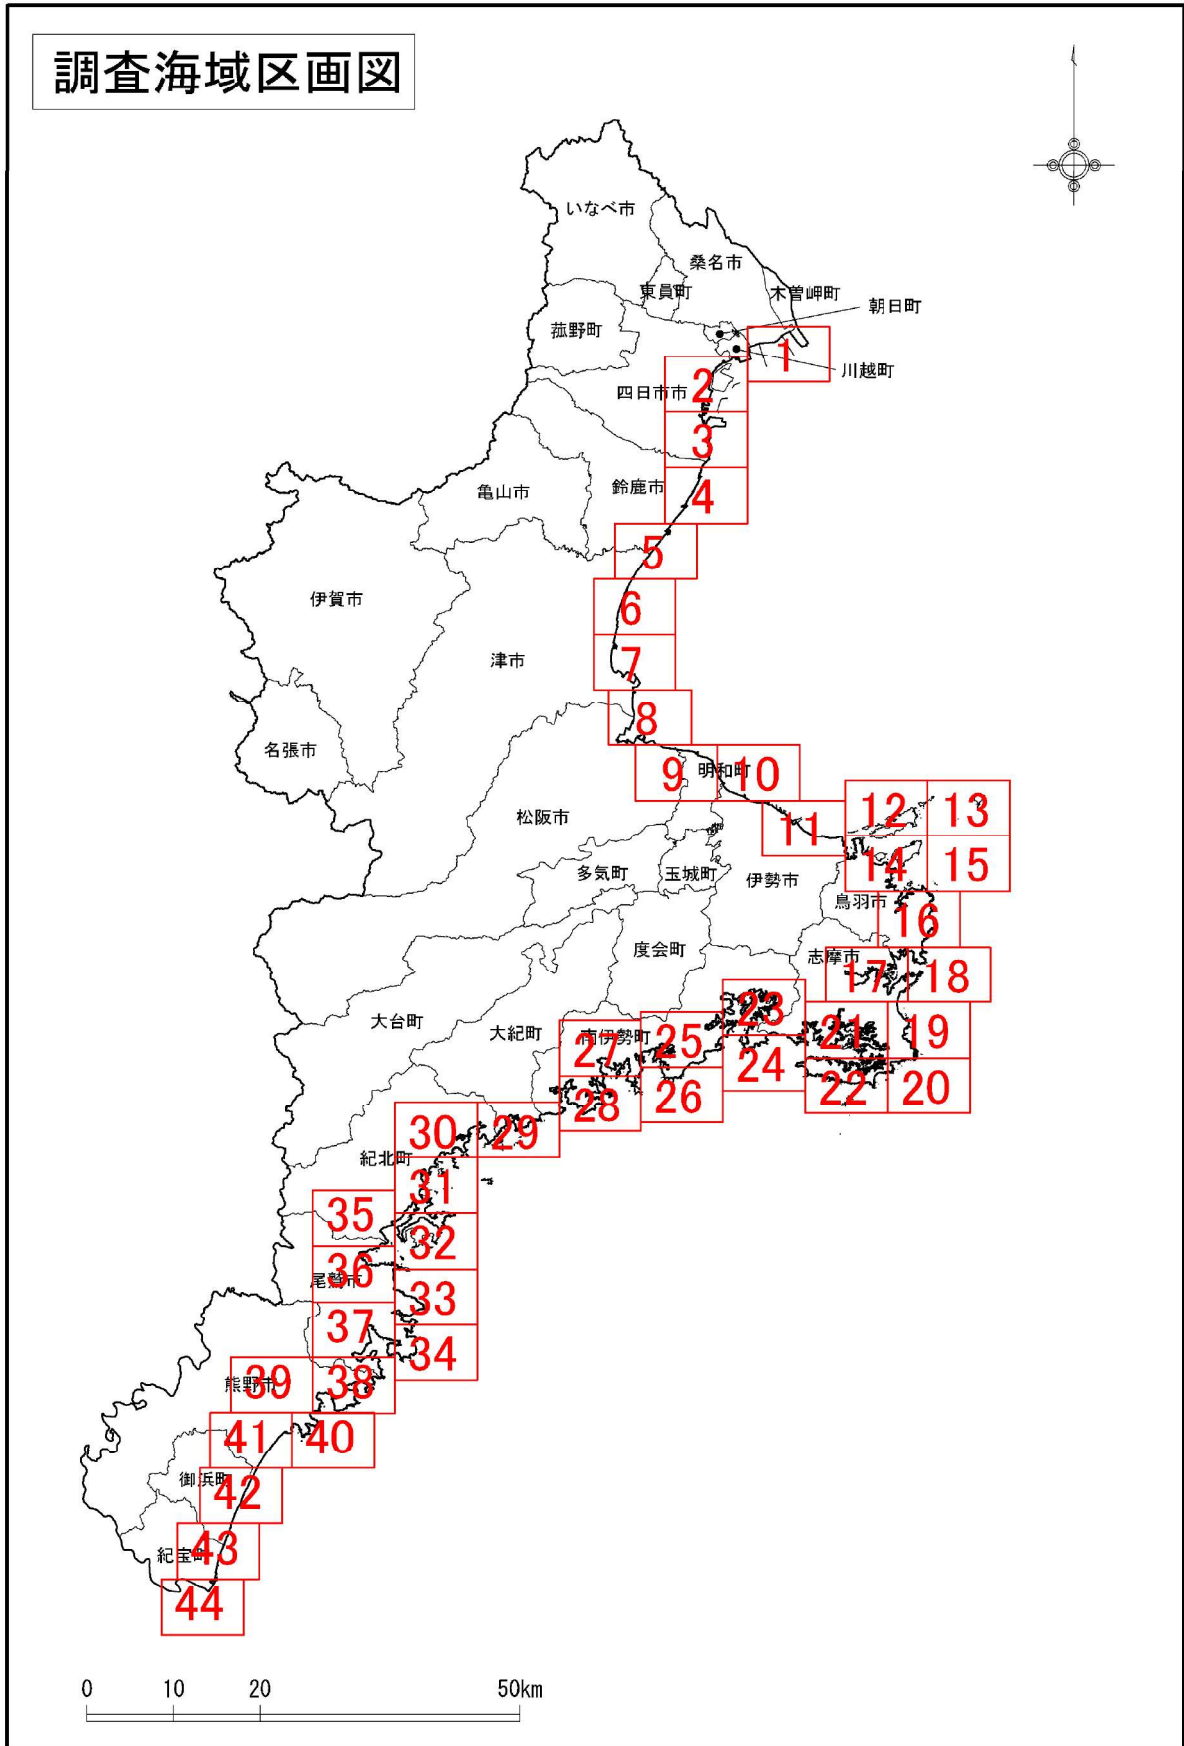 調査海域区画図
いなべ市
桑名市
東員町
木曽岬町
朝日町
菰野町
1
川越町
四日市市
2
3
亀山市
鈴鹿市
4
5
伊賀市
6
津市
7
8
名張市
明和町
9
10
松阪市
11
12
13
多気町
玉城町
伊勢市
14
15
鳥羽市
16
度会町
志摩市
17
18
大台町
大紀町
南伊勢町
23
21
19
27
25
24
22
20
28
26
30
29
紀北町
31
35
32
尾鷲市
36
33
37
34
熊野市
39
38
41
40
御浜町
42
紀宝町
43
44
0 10 20 50km